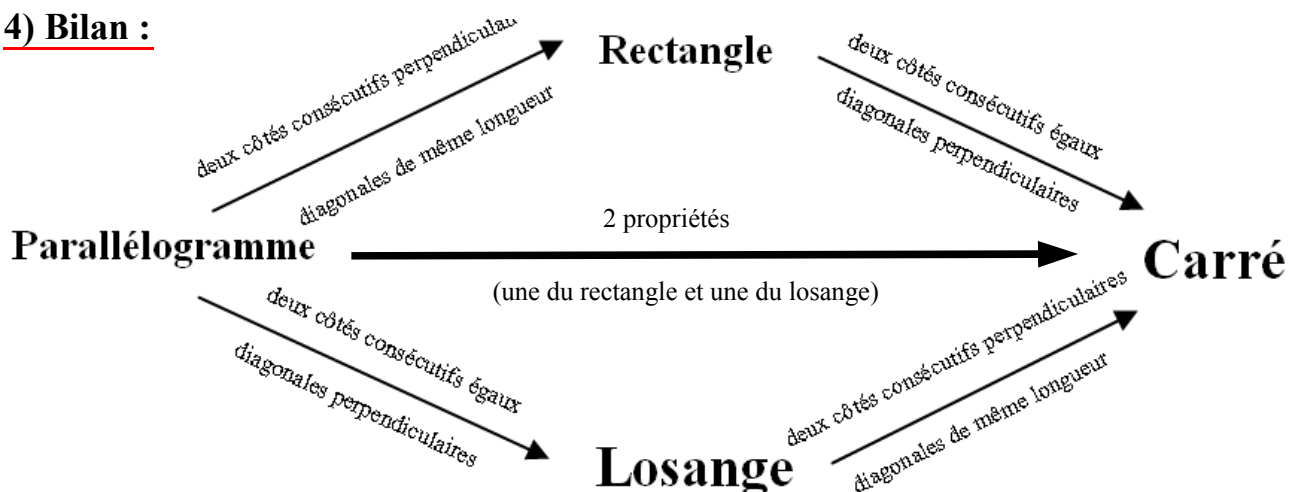 4) Bilan :
deux côtés consécutifs
diagonales de même longueur
Rectangle
deux côtés consécutifs égaux
diagonales perpendiculaires
Parallélogramme
2 propriétés
(une du rectangle et une du losange)
Carré
deux côtés consécutifs égaux
diagonales perpendiculaires
Losange
deux côtés consécutifs perpendiculaires
diagonales de même longueur